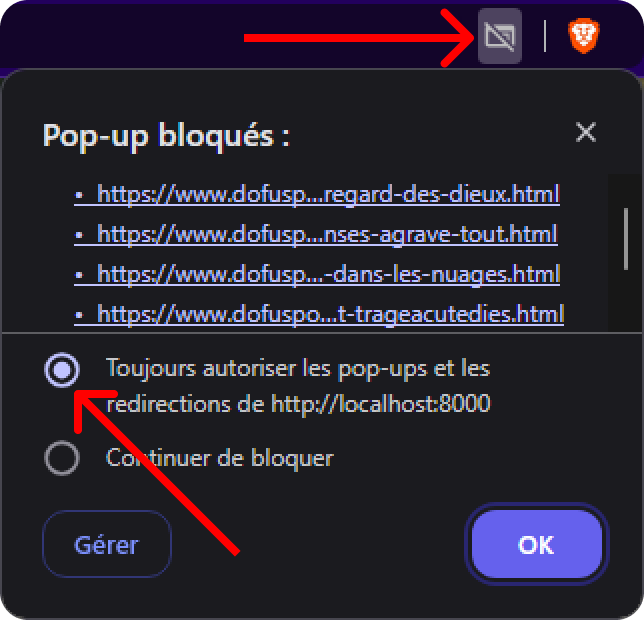 Pop-up bloqués :
• https://www.dofusp...regard-des-dieux.html
• https://www.dofusp...nses-agrave-tout.html
• https://www.dofusp...-dans-les-nuages.html
• https://www.dofuspo...t-trageacutedies.html
Toujours autoriser les pop-ups et les
redirections de http://localhost:8000
Continuer de bloquer
Gérer
OK